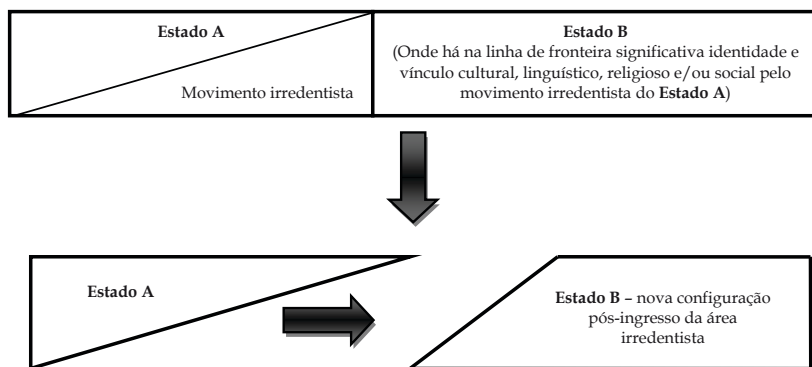 Estado A
Movimento irredentista
Estado B
(Onde há na linha de fronteira significativa identidade e
vínculo cultural, linguístico, religioso e/ou social pelo
movimento irredentista do Estado A)
Estado A
Estado B – nova configuração
pós-ingresso da área
irredentista